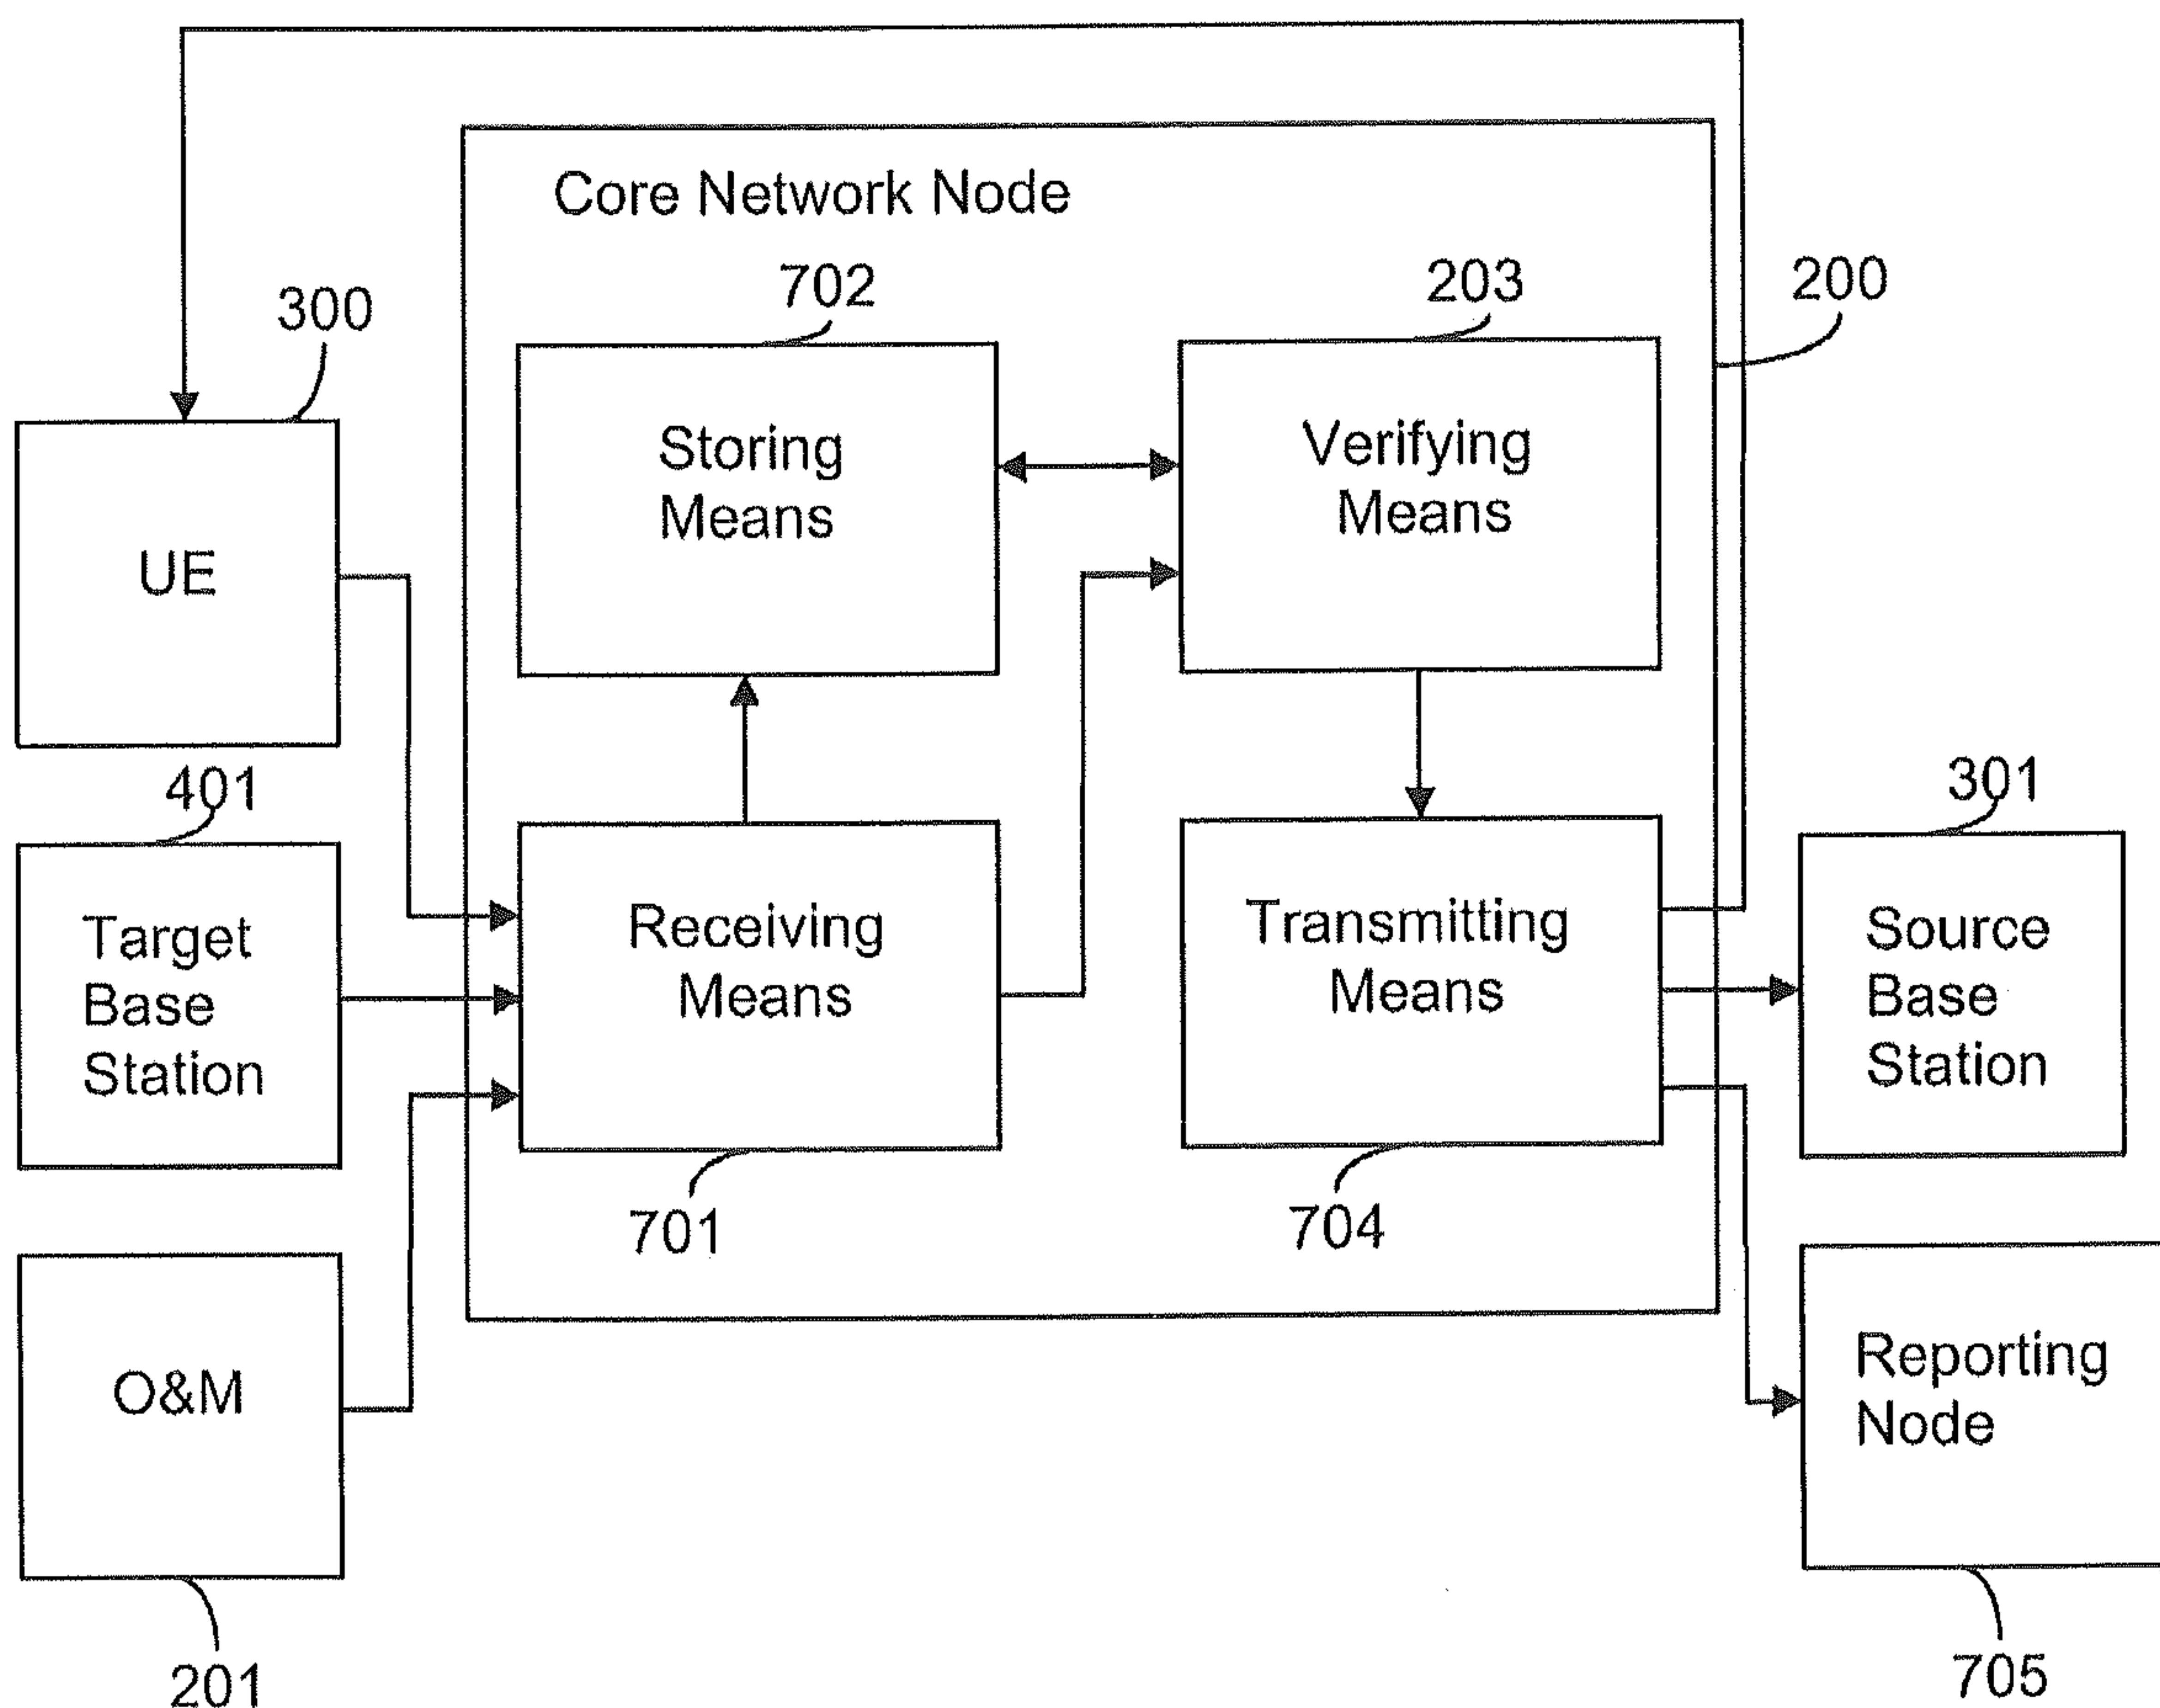 Core Network Node
702
203
200
300
Storing
Means
Verifying
Means
UE
401
301
Target
Base
Station
Receiving
Means
Transmitting
Means
Source
Base
Station
701
704
O&M
Reporting
Node
201
705